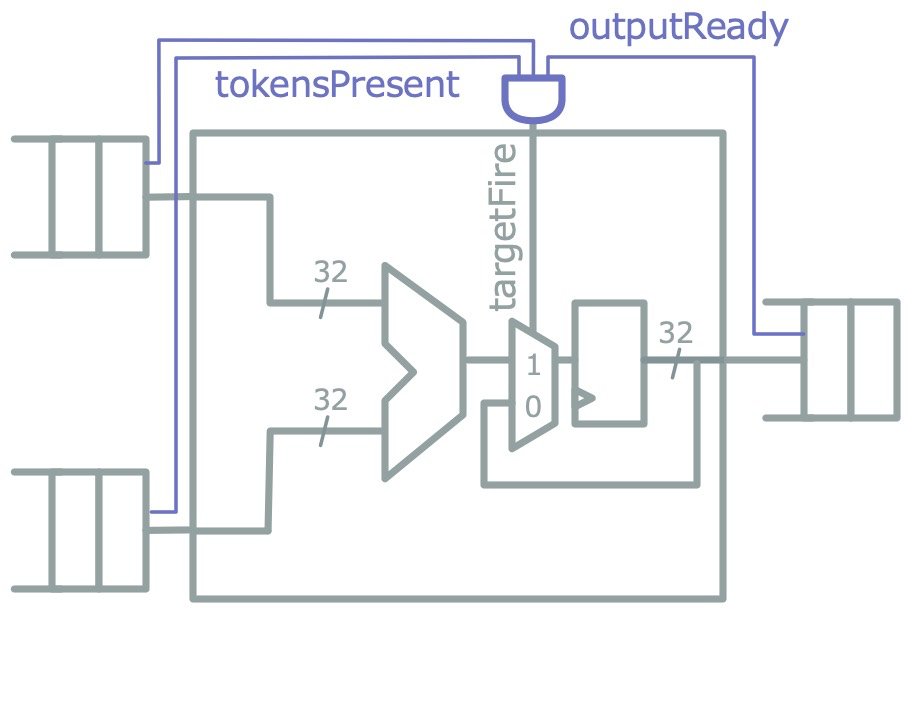 outputReady
tokensPresent
targetFire
32
32
32
1
0